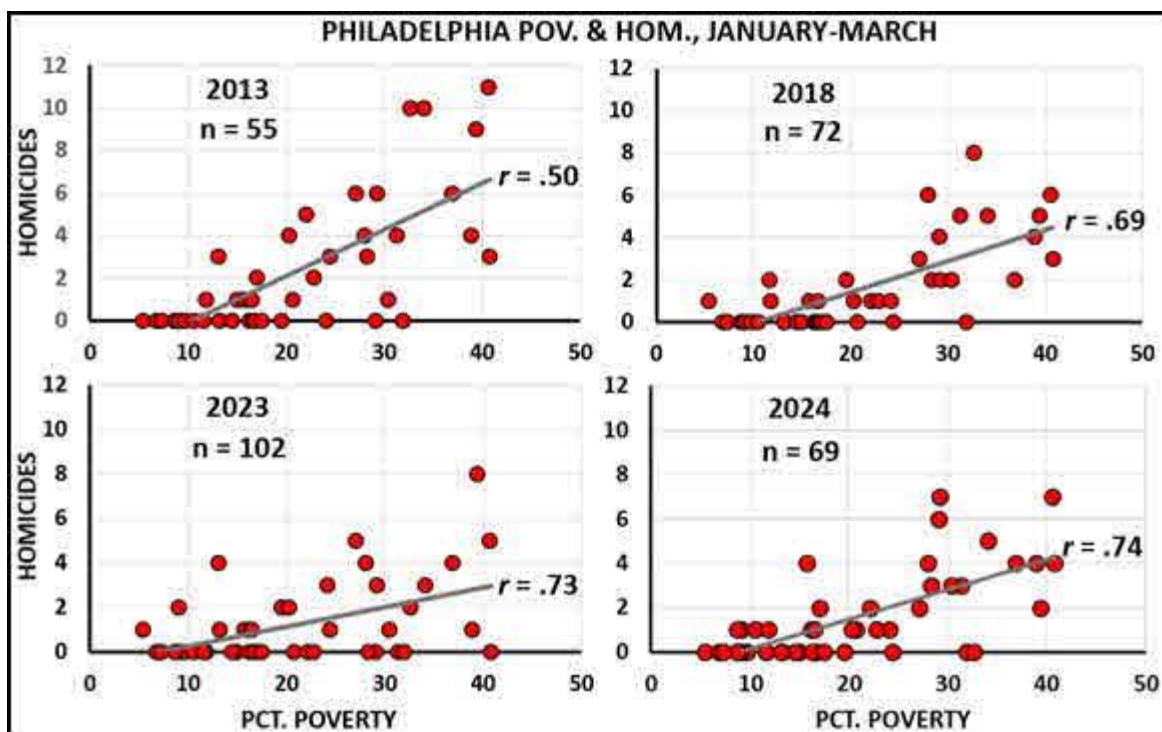 PHILADELPHIA POV. & HOM., JANUARY-MARCH
HOMICIDES
12
10
8
6
4
2
0
2013
n = 55
r = .50
0 10 20 30 40 50
12
10
8
6
4
2
0
2018
n = 72
r = .69
0 10 20 30 40 50
HOMICIDES
12
10
8
6
4
2
0
2023
n = 102
r = .73
0 10 20 30 40 50
PCT. POVERTY
12
10
8
6
4
2
0
2024
n = 69
r = .74
0 10 20 30 40 50
PCT. POVERTY